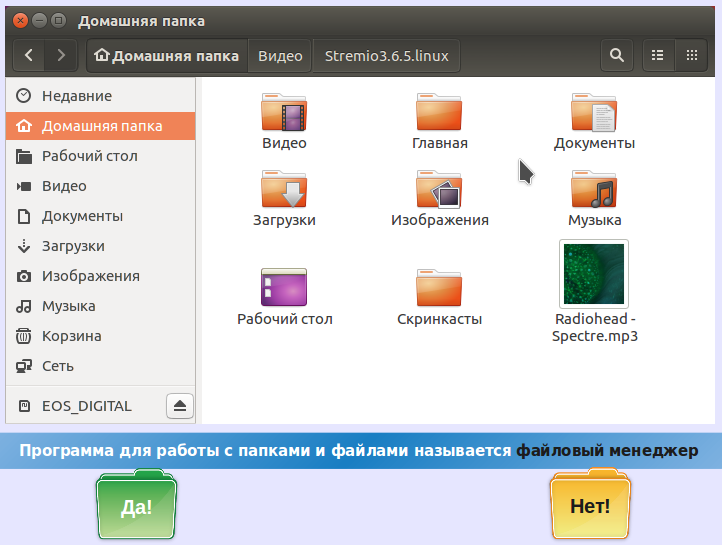 Домашняя папка
Домашняя папка Видео Stremio3.6.5.linux
Недавние
Домашняя папка
Рабочий стол
Видео
Документы
Загрузки
Изображения
Музыка
Корзина
Сеть
EOS_DIGITAL
Видео Главная Документы
Загрузки Изображения Музыка
Рабочий стол Скринкасты Radiohead -
Spectre.mp3
Программа для работы с папками и файлами называется файловый менеджер
Да! Нет!